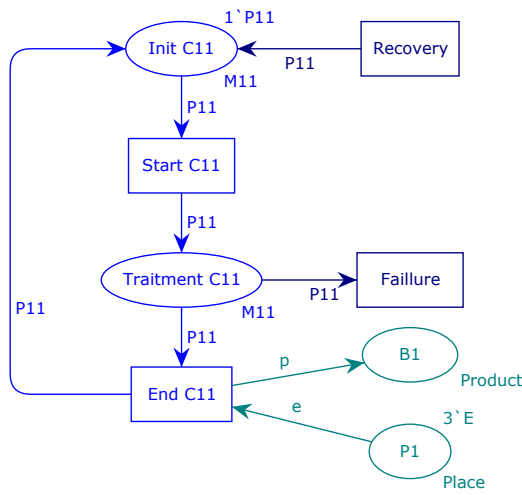 1`P11
Init C11
Recovery
P11
M11
P11
Start C11
P11
Traitment C11
Faillure
P11
M11
P11
P11
B1
p
Product
End C11
e
3`E
P1
Place